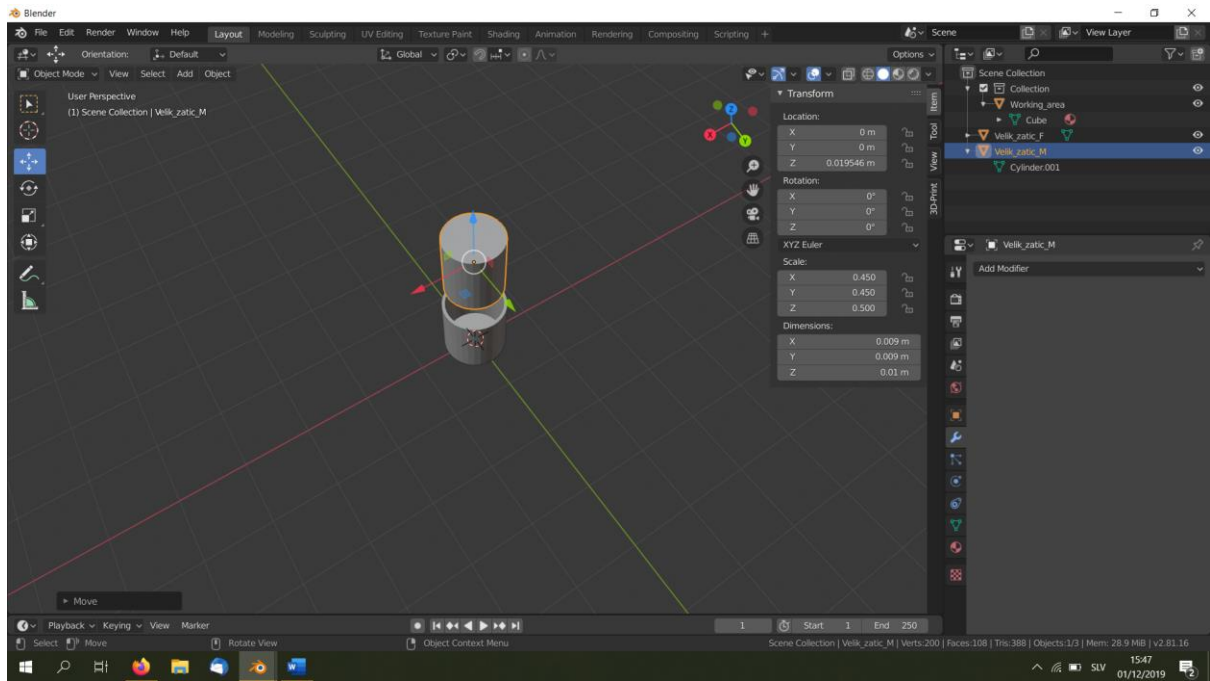 Blender
File Edit Render Window Help Layout Modeling Sculpting UV Editing Texture Paint Shading Animation Rendering Compositing Scripting + Scene View Layer
Orientation: Default Global Options
Object Mode View Select Add Object
User Perspective
(1) Scene Collection | Velik_zatic_M
Z
X
Y
Transform
Location:
X 0 m
Y 0 m
Z 0.019546 m
Rotation:
X 0°
Y 0°
Z 0°
XYZ Euler
Scale:
X 0.450
Y 0.450
Z 0.500
Dimensions:
X 0.009 m
Y 0.009 m
Z 0.01 m
Item
Tool
View
3D-Print
Scene Collection
Collection
Working_area
Cube
Velik_zatic_F
Velik_zatic_M
Cylinder.001
Velik_zatic_M
Add Modifier
Move
Playback Keying View Marker 1 Start 1 End 250
Select Move Rotate View Object Context Menu Scene Collection | Velik_zatic_M | Verts:200 | Faces:108 | Tris:388 | Objects:1/3 | Mem: 28.9 MiB | v2.81.16
SLV 15:47
01/12/2019 2